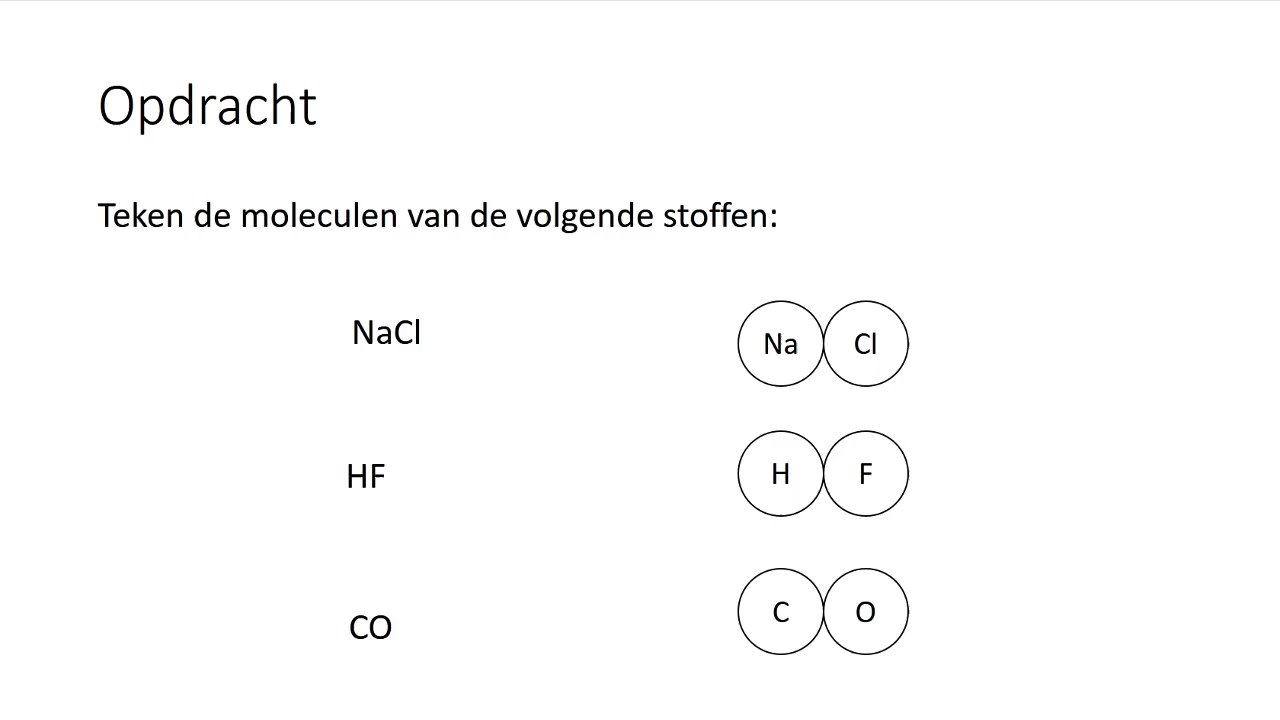 Opdracht
Teken de moleculen van de volgende stoffen:
NaCl
Na Cl
HF
H F
CO
C O